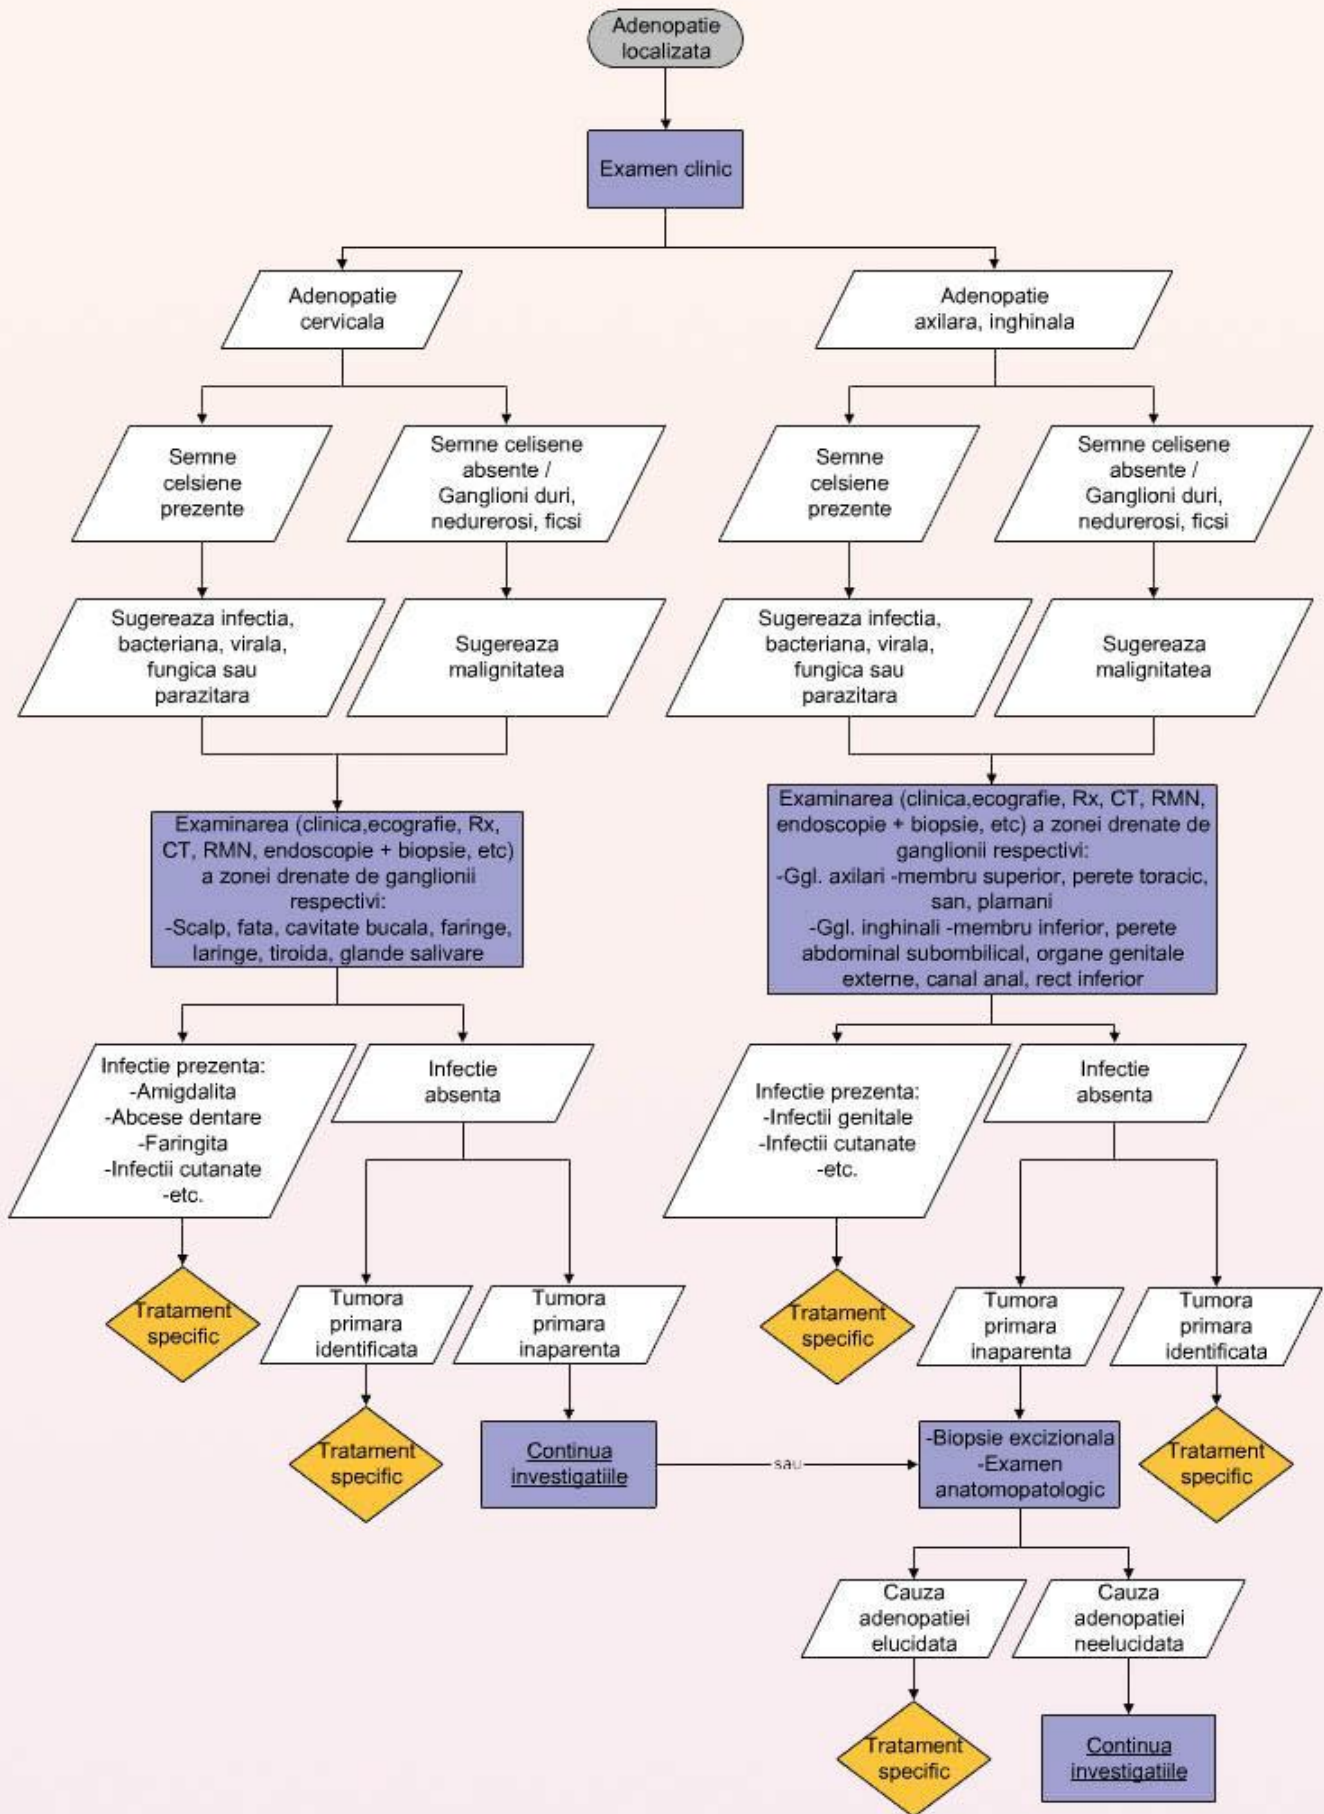 Adenopatie
localizata
Examen clinic
Adenopatie
cervicala
Adenopatie
axilara, inghinala
Semne
celsiene
prezente
Semne celisene
absente /
Ganglioni duri,
nedurerosi, ficsi
Semne
celsiene
prezente
Semne celisene
absente /
Ganglioni duri,
nedurerosi, ficsi
Sugereaza infectia,
bacteriana, virala,
fungica sau
parazitara
Sugereaza
malignitatea
Sugereaza infectia,
bacteriana, virala,
fungica sau
parazitara
Sugereaza
malignitatea
Examinarea (clinica,ecografie, Rx,
CT, RMN, endoscopie + biopsie, etc)
a zonei drenate de ganglionii
respectivi:
-Scalp, fata, cavitate bucala, faringe,
laringe, tiroida, glande salivare
Examinarea (clinica,ecografie, Rx, CT, RMN,
endoscopie + biopsie, etc) a zonei drenate de
ganglionii respectivi:
-Ggl. axilari -membru superior, perete toracic,
san, plamani
-Ggl. inghinali -membru inferior, perete
abdominal subombilical, organe genitale
externe, canal anal, rect inferior
Infectie prezenta:
-Amigdalita
-Abcese dentare
-Faringita
-Infectii cutanate
-etc.
Infectie
absenta
Infectie prezenta:
-Infectii genitale
-Infectii cutanate
-etc.
Infectie
absenta
Tratament
specific
Tumora
primara
identificata
Tumora
primara
inaparenta
Tratament
specific
Tumora
primara
inaparenta
Tumora
primara
identificata
Tratament
specific
Continua
investigatiile
sau
-Biopsie excizionala
-Examen
anatomopatologic
Tratament
specific
Cauza
adenopatiei
elucidata
Cauza
adenopatiei
neelucidata
Tratament
specific
Continua
investigatiile